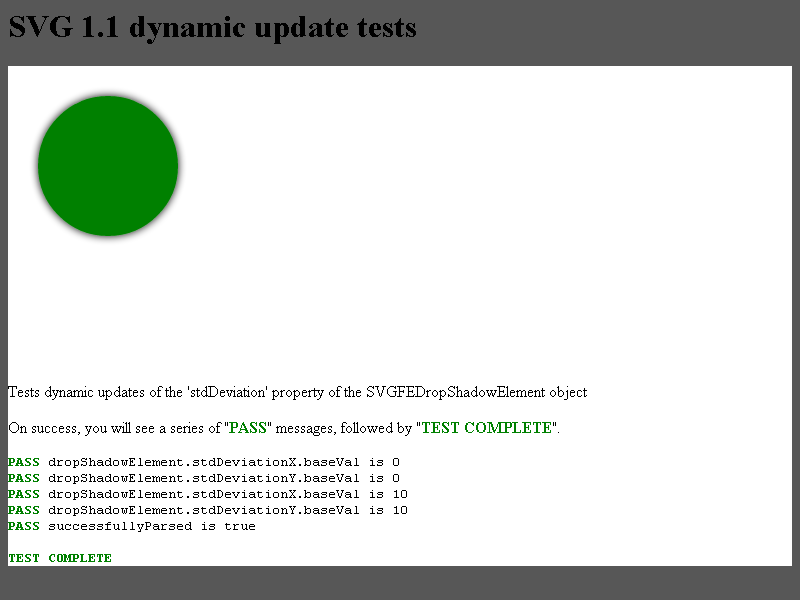 SVG 1.1 dynamic update tests
Tests dynamic updates of the 'stdDeviation' property of the SVGFEDropShadowElement object
On success, you will see a series of "PASS" messages, followed by "TEST COMPLETE".
PASS dropShadowElement.stdDeviationX.baseVal is 0
PASS dropShadowElement.stdDeviationY.baseVal is 0
PASS dropShadowElement.stdDeviationX.baseVal is 10
PASS dropShadowElement.stdDeviationY.baseVal is 10
PASS successfullyParsed is true
TEST COMPLETE